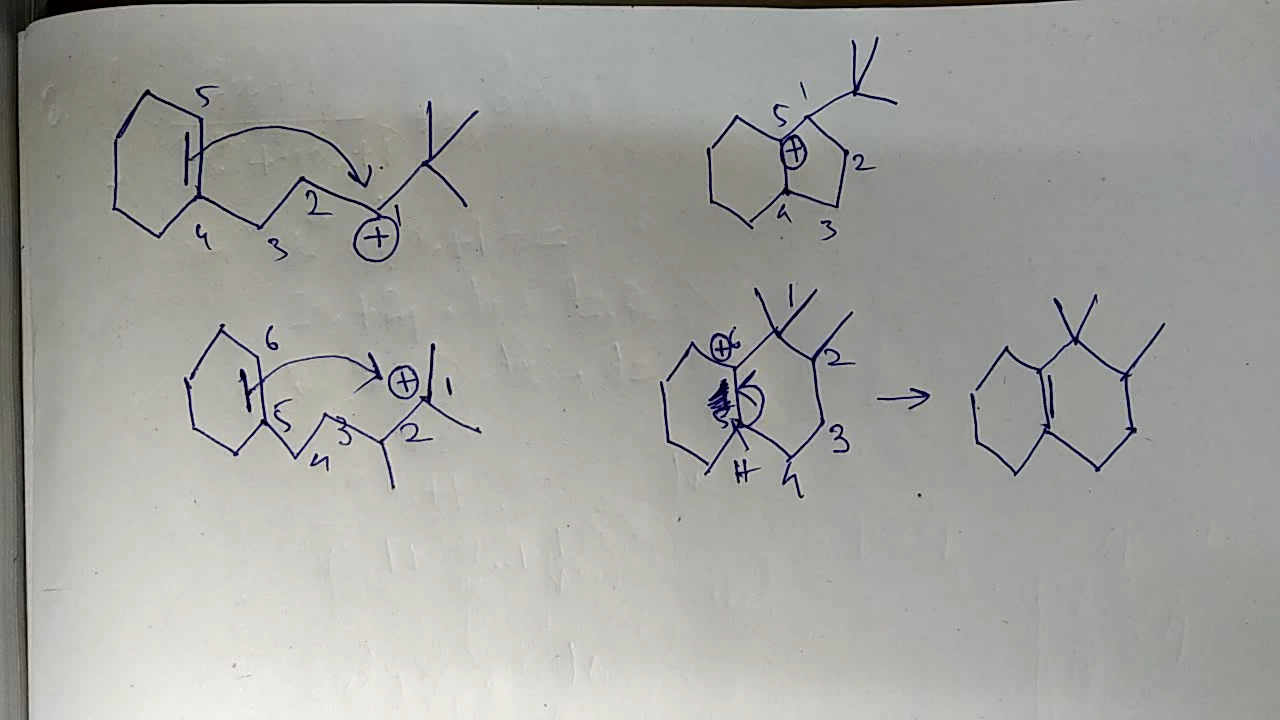 5
4 3 2 1 ⊕
5 1 2 3 4 ⊕
6 5 4 3 2 1 ⊕
⊕ 6 1 2 3 4 5 H →